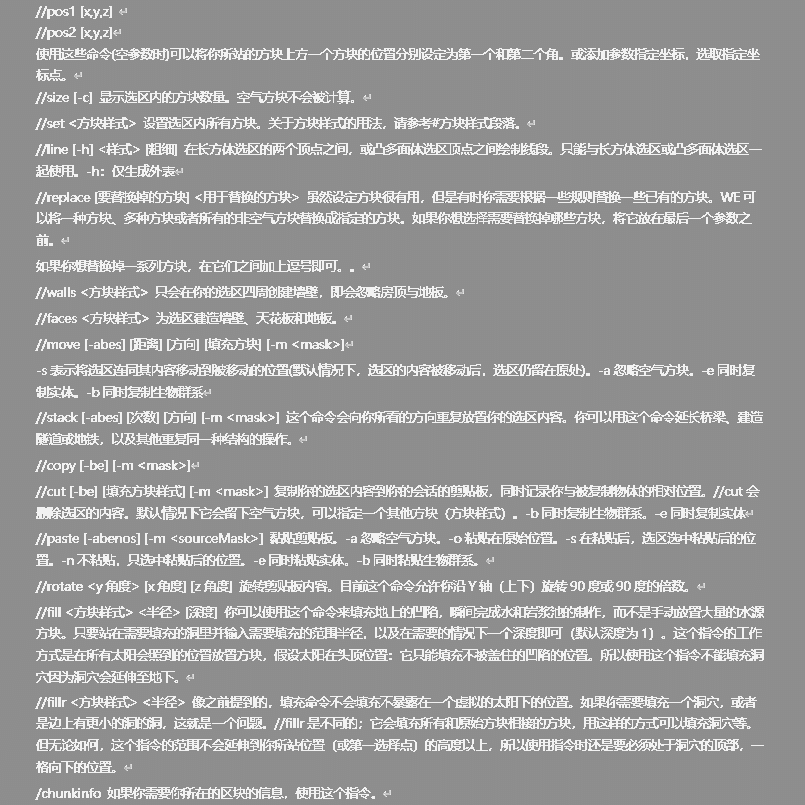 //pos1 [x,y,z]
//pos2 [x,y,z]
使用这些命令(空参数时)可以将你所站的方块上方一个方块的位置分别设定为第一个和第二个角。或添加参数指定坐标，选取指定坐
标点。
//size [-c]  显示选区内的方块数量。空气方块不会被计算。
//set <方块样式>  设置选区内所有方块。关于方块样式的用法，请参考#方块样式段落。
//line [-h] <样式> [粗细]  在长方体选区的两个顶点之间，或凸多面体选区顶点之间绘制线段。只能与长方体选区或凸多面体选区一
起使用。-h：仅生成外表
//replace [要替换掉的方块] <用于替换的方块>  虽然设定方块很有用，但是有时你需要根据一些规则替换一些已有的方块。WE 可
以将一种方块、多种方块或者所有的非空气方块替换成指定的方块。如果你想选择需要替换掉哪些方块，将它放在最后一个参数之
前。
如果你想替换掉一系列方块，在它们之间加上逗号即可。。
//walls <方块样式>  只会在你的选区四周创建墙壁，即会忽略房顶与地板。
//faces <方块样式>  为选区建造墙壁、天花板和地板。
//move [-abes] [距离] [方向] [填充方块] [-m <mask>]
-s 表示将选区连同其内容移动到被移动的位置(默认情况下，选区的内容被移动后，选区仍留在原处)。-a 忽略空气方块。-e 同时复
制实体。-b 同时复制生物群系
//stack [-abes] [次数] [方向] [-m <mask>]  这个命令会向你所看的方向重复放置你的选区内容。你可以用这个命令延长桥梁、建造
隧道或地铁，以及其他重复同一种结构的操作。
//copy [-be] [-m <mask>]
//cut [-be] [填充方块样式] [-m <mask>]  复制你的选区内容到你的会话的剪贴板，同时记录你与被复制物体的相对位置。//cut 会
删除选区的内容。默认情况下它会留下空气方块，可以指定一个其他方块（方块样式）。-b 同时复制生物群系。-e 同时复制实体
//paste [-abenos] [-m <sourceMask>]  黏贴剪贴板。-a 忽略空气方块。-o 粘贴在原始位置。-s 在粘贴后，选区选中粘贴后的位
置。-n 不粘贴，只选中粘贴后的位置。-e 同时粘贴实体。-b 同时粘贴生物群系。
//rotate <y 角度> [x 角度] [z 角度]  旋转剪贴板内容。目前这个命令允许你沿 Y 轴（上下）旋转 90 度或 90 度的倍数。
//fill <方块样式> <半径> [深度]  你可以使用这个命令来填充地上的凹陷，瞬间完成水和岩浆池的制作，而不是手动放置大量的水源
方块。只要站在需要填充的洞里并输入需要填充的范围半径，以及在需要的情况下一个深度即可（默认深度为 1）。这个指令的工作
方式是在所有太阳会照到的位置放置方块，假设太阳在头顶位置：它只能填充不被盖住的凹陷的位置。所以使用这个指令不能填充洞
穴因为洞穴会延伸至地下。
//fillr <方块样式> <半径>  像之前提到的，填充命令不会填充不暴露在一个虚拟的太阳下的位置。如果你需要填充一个洞穴，或者
是边上有更小的洞的洞，这就是一个问题。//fillr 是不同的；它会填充所有和原始方块相接的方块，用这样的方式可以填充洞穴等。
但无论如何，这个指令的范围不会延伸到你所站位置（或第一选择点）的高度以上，所以使用指令时还是要必须处于洞穴的顶部，一
格向下的位置。
/chunkinfo  如果你需要你所在的区块的信息，使用这个指令。